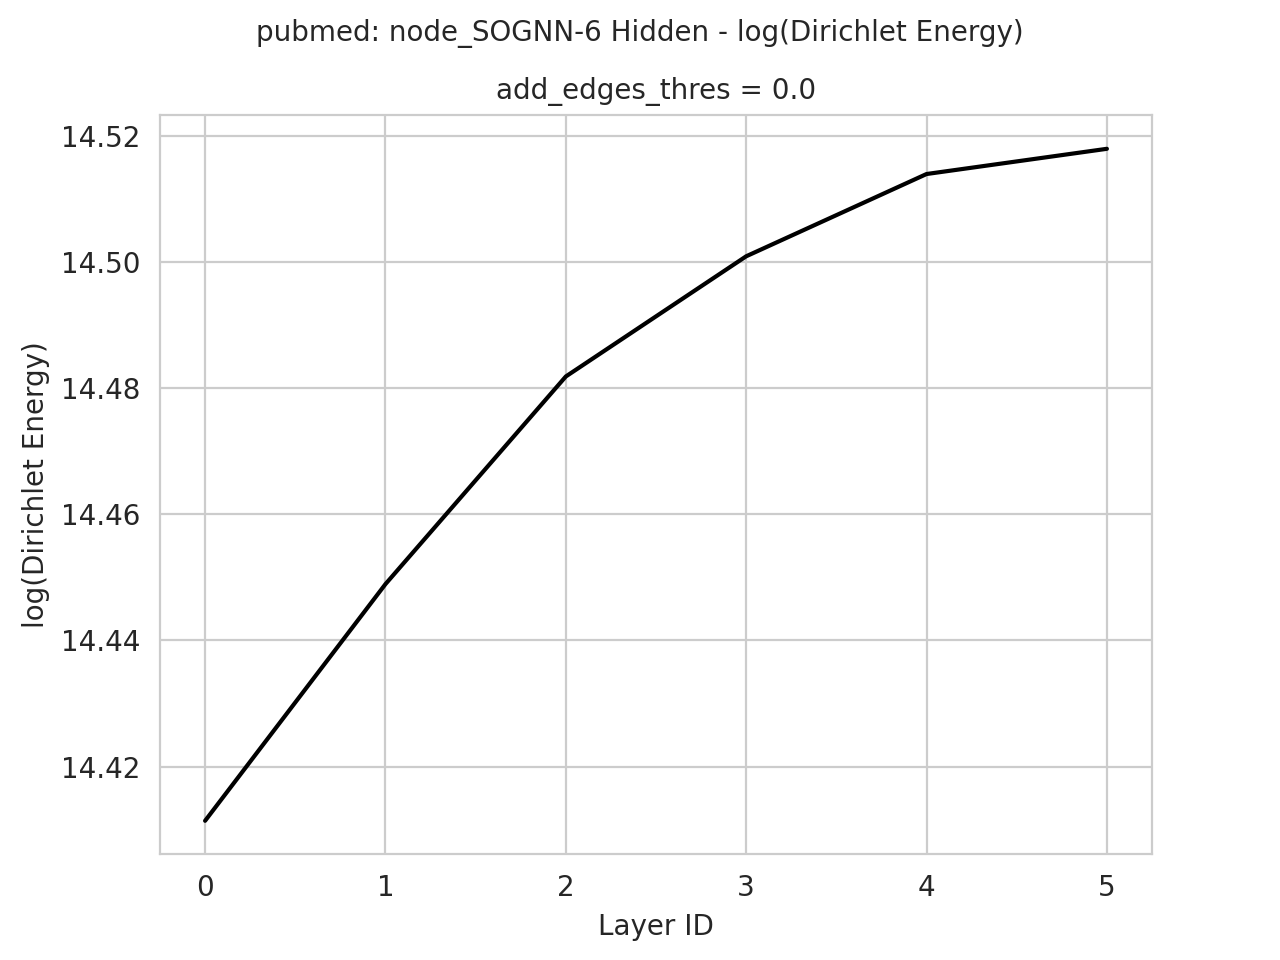 pubmed: node_SOGNN-6 Hidden - log(Dirichlet Energy)
add_edges_thres = 0.0
14.52
14.50
14.48
14.46
14.44
14.42
log(Dirichlet Energy)
0 1 2 3 4 5
Layer ID